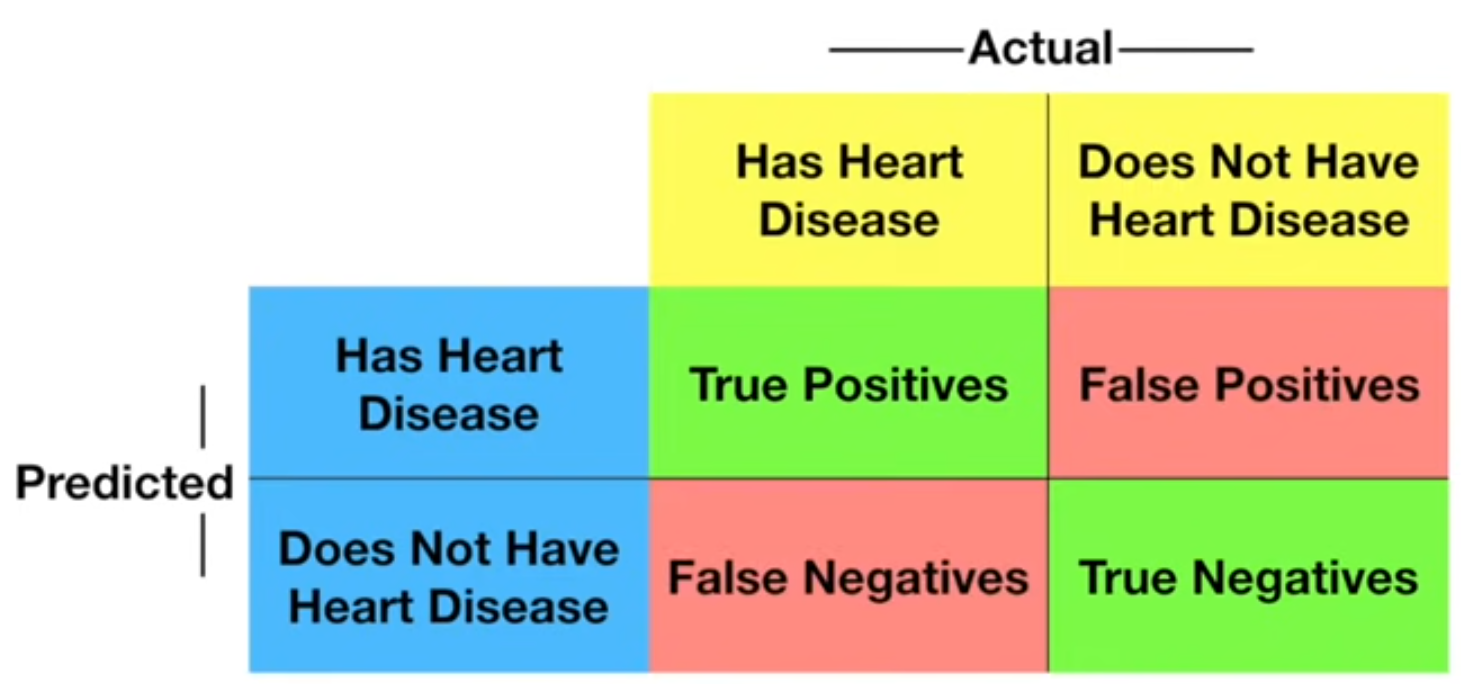 Actual
Has Heart
Disease
Does Not Have
Heart Disease
Has Heart
Disease
True Positives
False Positives
Predicted
Does Not Have
Heart Disease
False Negatives
True Negatives